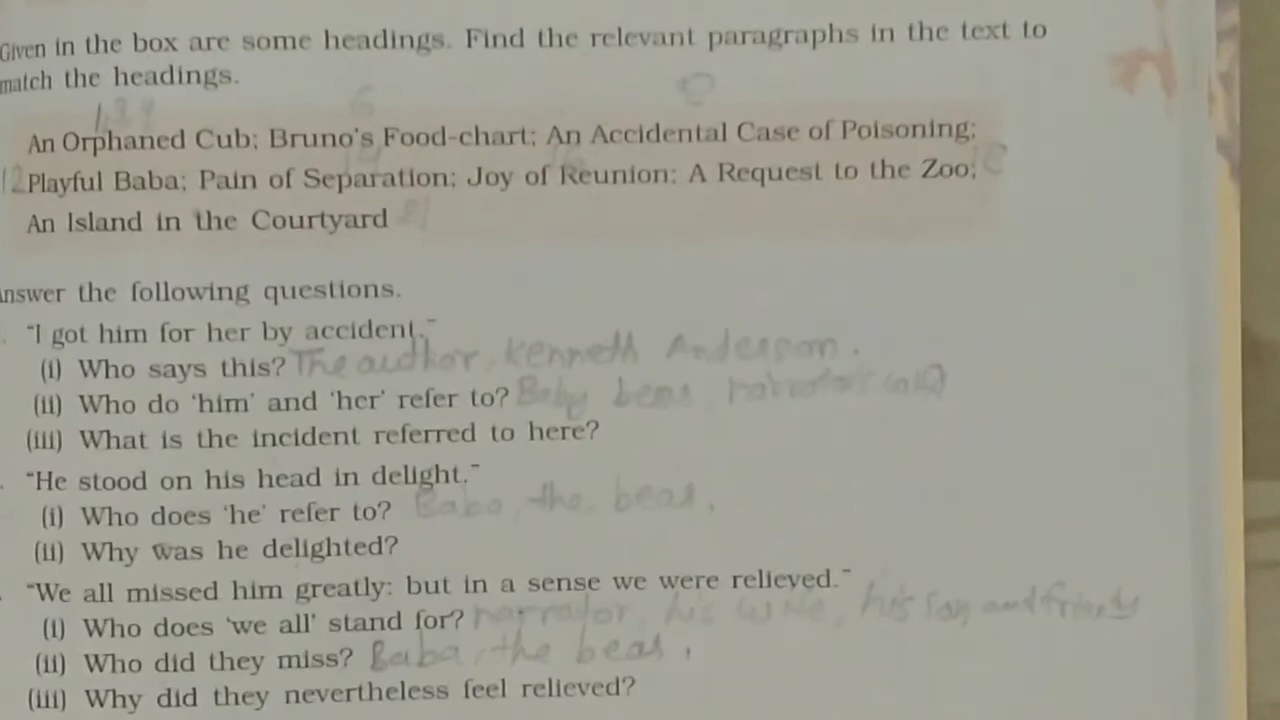 Given in the box are some headings. Find the relevant paragraphs in the text to
match the headings.
An Orphaned Cub; Bruno's Food-chart; An Accidental Case of Poisoning;
12 Playful Baba; Pain of Separation; Joy of Reunion; A Request to the Zoo;
An Island in the Courtyard 21
Answer the following questions.
"I got him for her by accident."
(i) Who says this? The author, Kenneth Anderson.
(ii) Who do 'him' and 'her' refer to? Baby bear, narrator's
(iii) What is the incident referred to here?
"He stood on his head in delight."
(i) Who does 'he' refer to? Baba, the bear.
(ii) Why was he delighted?
"We all missed him greatly: but in a sense we were relieved."
(i) Who does 'we all' stand for? narrator, his wife, his son and friends
(ii) Who did they miss? Baba, the bear.
(iii) Why did they nevertheless feel relieved?